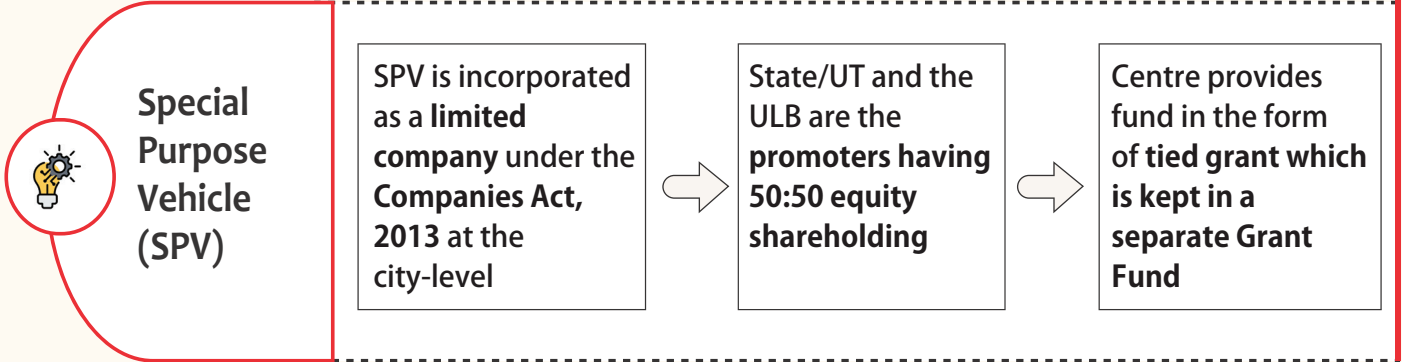 Special
Purpose
Vehicle
(SPV)
SPV is incorporated
as a limited
company under the
Companies Act,
2013 at the
city-level
State/UT and the
ULB are the
promoters having
50:50 equity
shareholding
Centre provides
fund in the form
of tied grant which
is kept in a
separate Grant
Fund